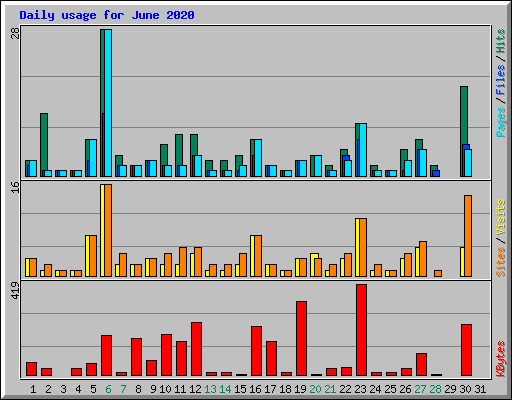 Daily usage for June 2020
28
Pages / Files / Hits
16
Sites / Visits
419
KBytes
1 2 3 4 5 6 7 8 9 10 11 12 13 14 15 16 17 18 19 20 21 22 23 24 25 26 27 28 29 30 31